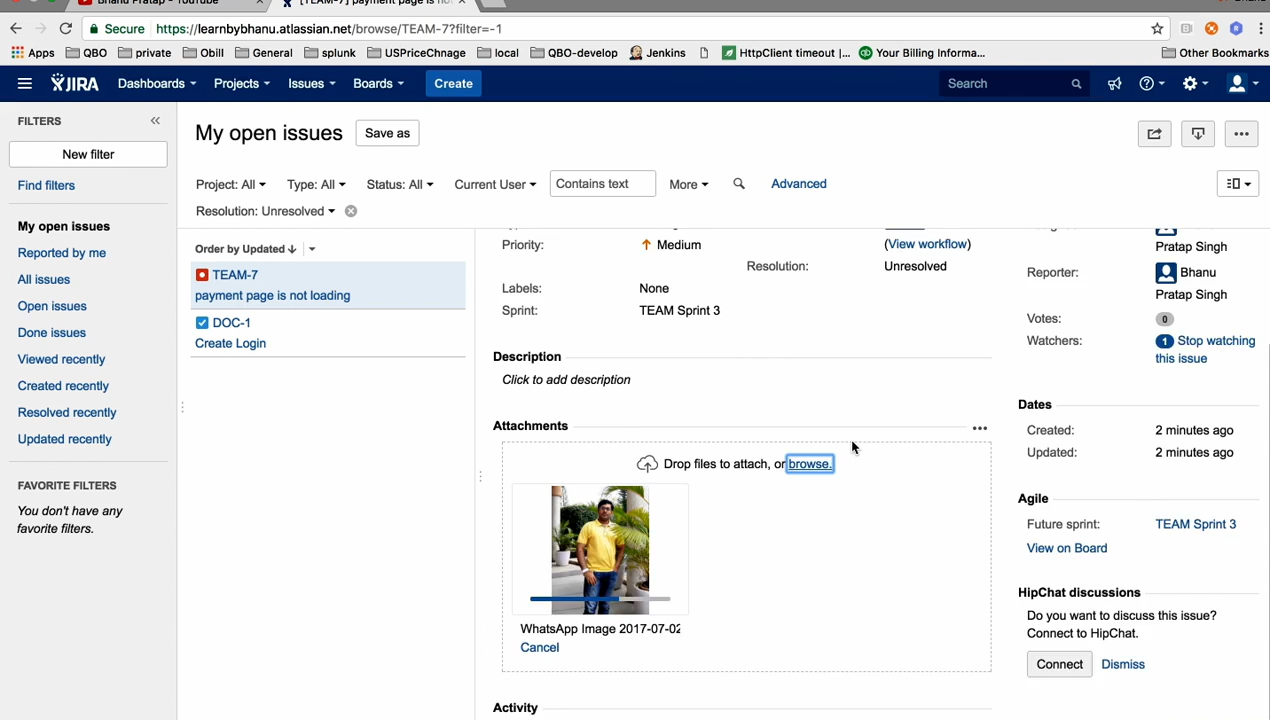 Bhanu Pratap - YouTube
[TEAM-7] payment page is no
Secure https://learnbybhanu.atlassian.net/browse/TEAM-7?filter=-1
Apps QBO private Obill General splunk USPriceChnage local QBO-develop Jenkins HttpClient timeout |... Your Billing Informa... Other Bookmarks
JIRA Dashboards Projects Issues Boards Create Search
FILTERS
New filter
Find filters
My open issues
Reported by me
All issues
Open issues
Done issues
Viewed recently
Created recently
Resolved recently
Updated recently
FAVORITE FILTERS
You don't have any
favorite filters.
My open issues Save as
Project: All Type: All Status: All Current User Contains text More Advanced
Resolution: Unresolved
Order by Updated
TEAM-7
payment page is not loading
DOC-1
Create Login
Priority: Medium
(View workflow)
Resolution: Unresolved
Labels: None
Sprint: TEAM Sprint 3
Description
Click to add description
Attachments
Drop files to attach, or browse.
WhatsApp Image 2017-07-02
Cancel
Activity
Pratap Singh
Reporter: Bhanu
Pratap Singh
Votes: 0
Watchers: 1 Stop watching
this issue
Dates
Created: 2 minutes ago
Updated: 2 minutes ago
Agile
Future sprint: TEAM Sprint 3
View on Board
HipChat discussions
Do you want to discuss this issue?
Connect to HipChat.
Connect Dismiss